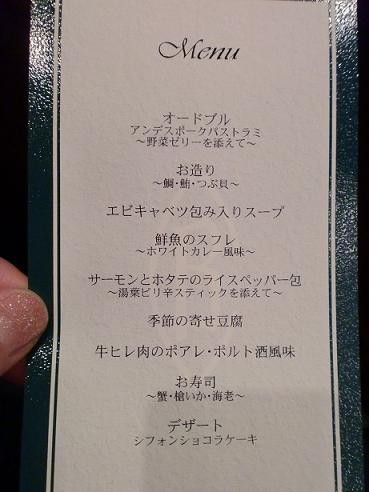 Menu
オードブル
アンデスポークパストラミ
～野菜ゼリーを添えて～
お造り
～鯛・鮪・つぶ貝～
エビキャベツ包み入りスープ
鮮魚のスフレ
～ホワイトカレー風味～
サーモンとホタテのライスペッパー包
～湯葉ピリ辛スティックを添えて～
季節の寄せ豆腐
牛ヒレ肉のポアレ・ポルト酒風味
お寿司
～蟹・槍いか・海老～
デザート
シフォンショコラケーキ